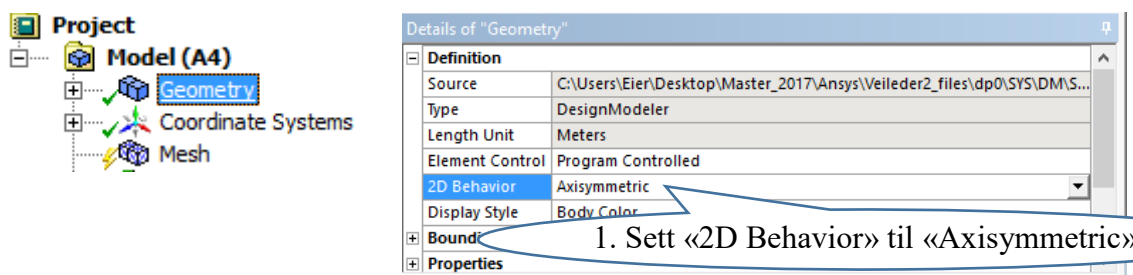 Project
Model (A4)
Geometry
Coordinate Systems
Mesh
Details of "Geometry"
Definition
Source C:\Users\Eier\Desktop\Master_2017\Ansys\Veileder2_files\dp0\SYS\DM\S...
Type DesignModeler
Length Unit Meters
Element Control Program Controlled
2D Behavior Axisymmetric
Display Style Body Color
1. Sett «2D Behavior» til «Axisymmetric»
Properties